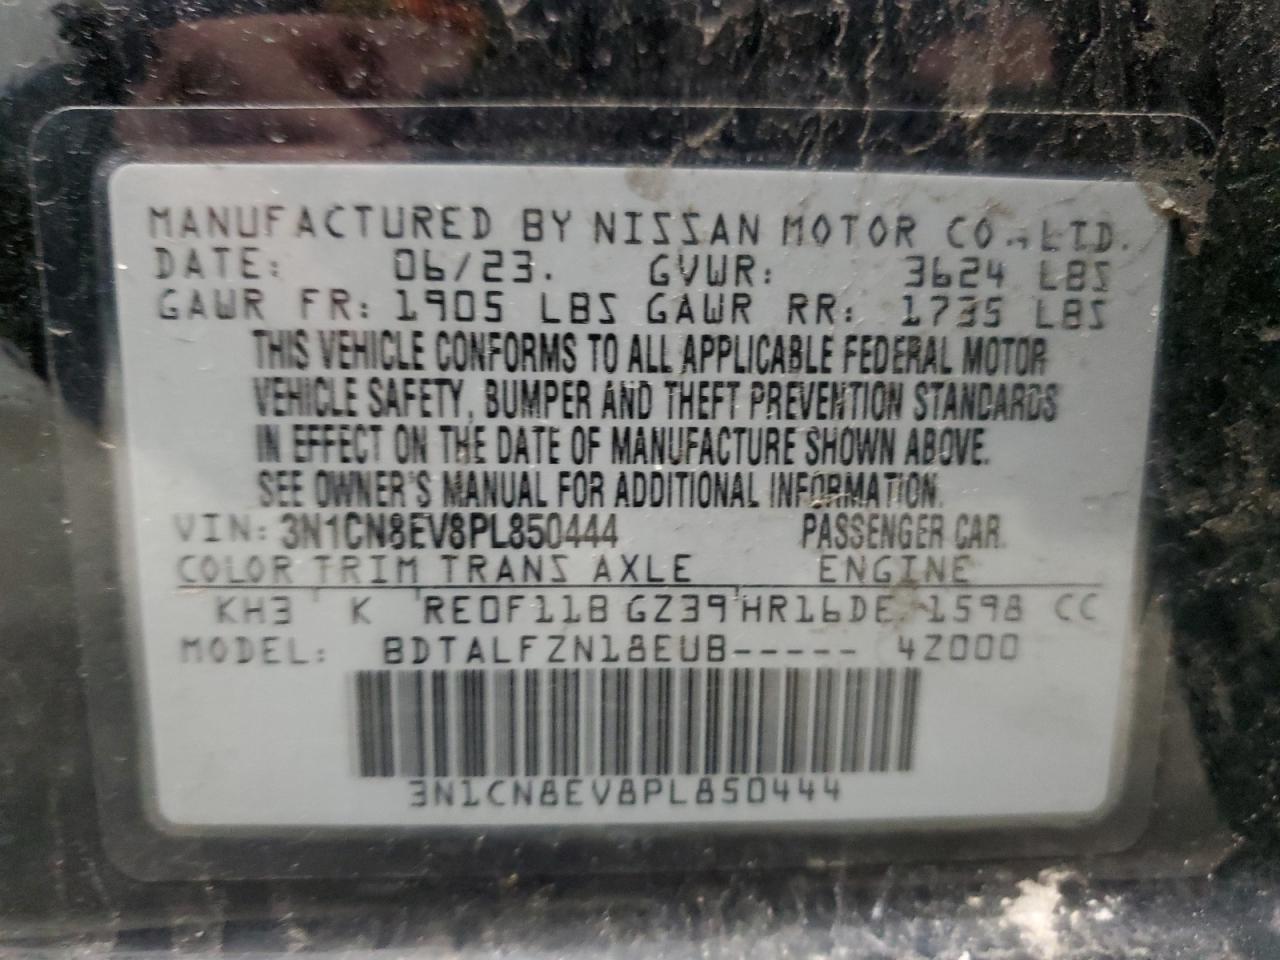 MANUFACTURED BY NISSAN MOTOR CO., LTD.
DATE: 06/23. GVWR: 3624 LBS
GAWR FR: 1905 LBS GAWR RR: 1735 LBS
THIS VEHICLE CONFORMS TO ALL APPLICABLE FEDERAL MOTOR
VEHICLE SAFETY, BUMPER AND THEFT PREVENTION STANDARDS
IN EFFECT ON THE DATE OF MANUFACTURE SHOWN ABOVE.
SEE OWNER'S MANUAL FOR ADDITIONAL INFORMATION.
VIN: 3N1CN8EV8PL850444 PASSENGER CAR
COLOR TRIM TRANS AXLE ENGINE
KH3 K RE0F11B GZ39 HR16DE 1598 CC
MODEL: BDTALFZN18EUB----- 4Z000
3N1CN8EV8PL850444